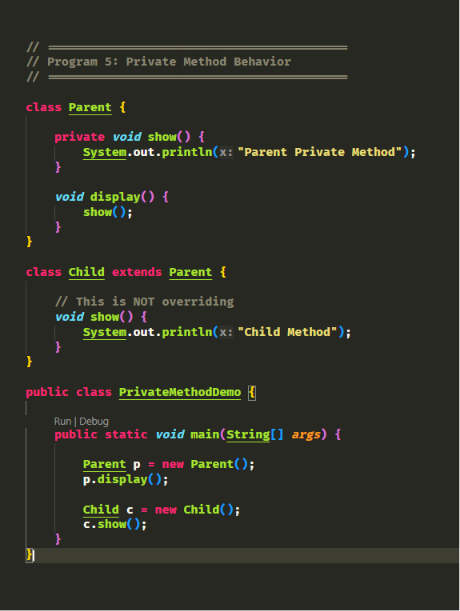 // ══════════════════════════════════════════
// Program 5: Private Method Behavior
// ══════════════════════════════════════════
class Parent {
private void show() {
System.out.println(x: "Parent Private Method");
}
void display() {
show();
}
}
class Child extends Parent {
// This is NOT overriding
void show() {
System.out.println(x: "Child Method");
}
}
public class PrivateMethodDemo {
Run | Debug
public static void main(String[] args) {
Parent p = new Parent();
p.display();
Child c = new Child();
c.show();
}
}